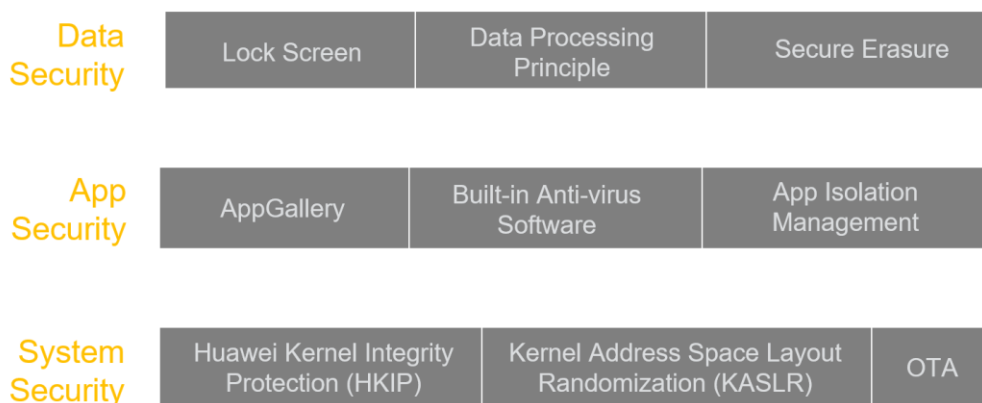 Data
Security
Lock Screen
Data Processing
Principle
Secure Erasure
App
Security
AppGallery
Built-in Anti-virus
Software
App Isolation
Management
System
Security
Huawei Kernel Integrity
Protection (HKIP)
Kernel Address Space Layout
Randomization (KASLR)
OTA